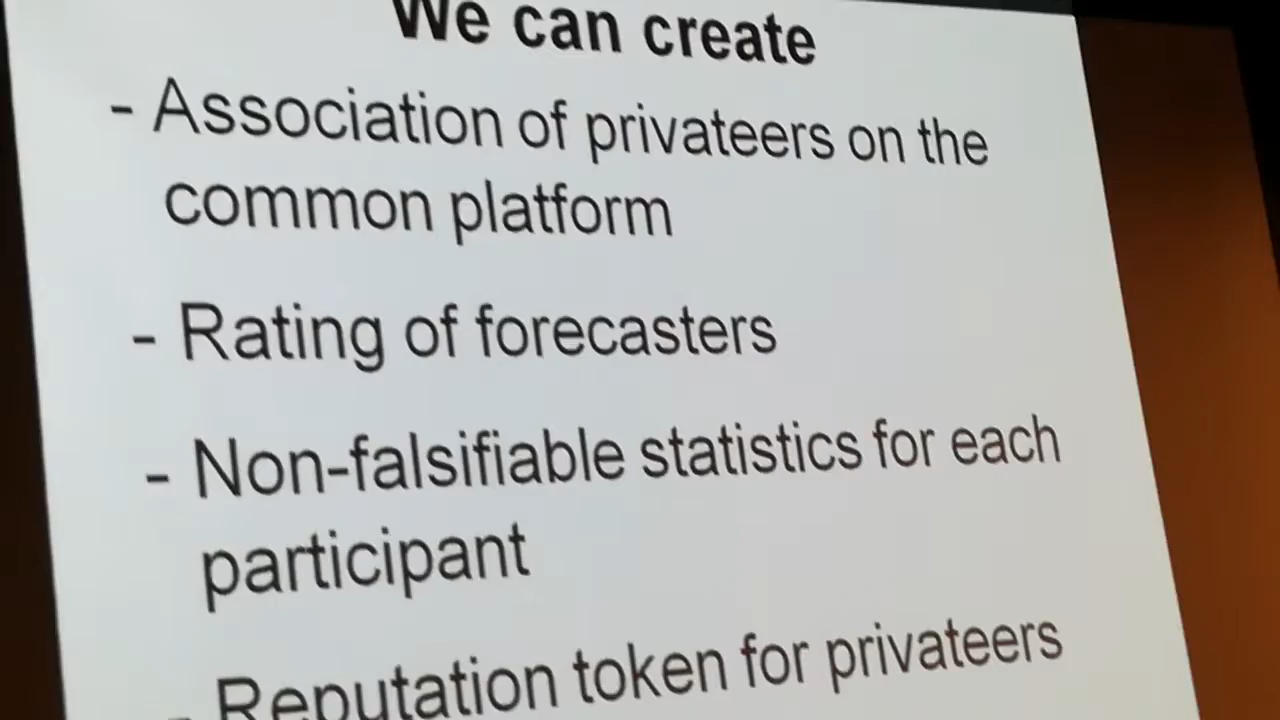 We can create
- Association of privateers on the
common platform
- Rating of forecasters
- Non-falsifiable statistics for each
participant
- Reputation token for privateers